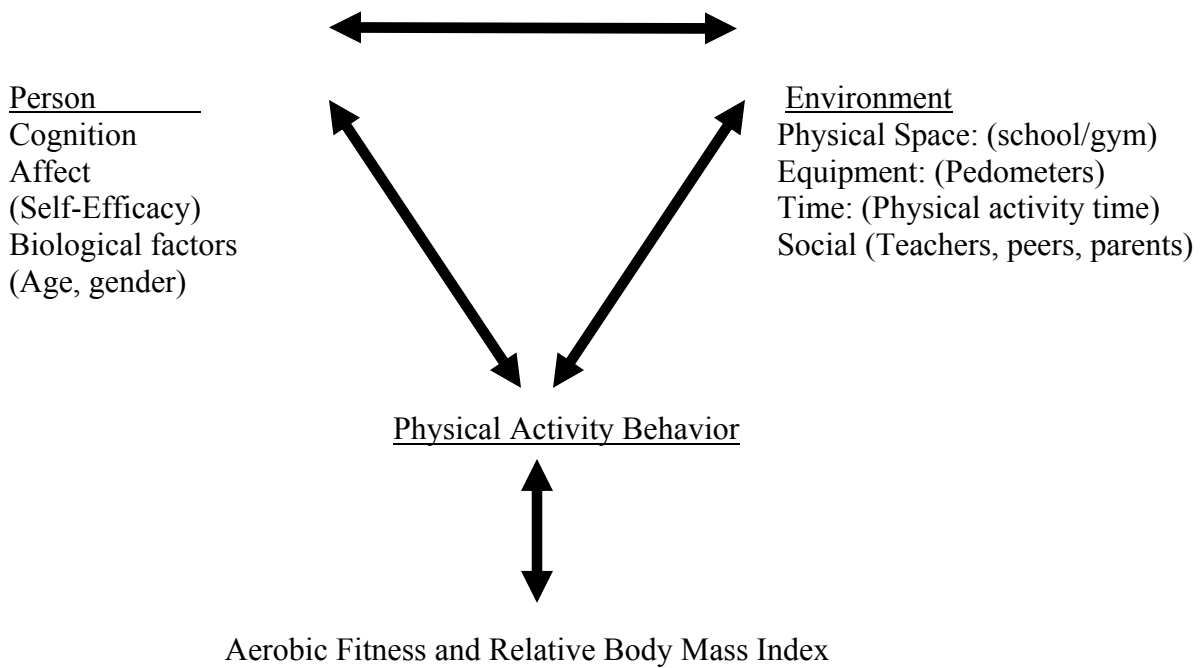 Person
Cognition
Affect
(Self-Efficacy)
Biological factors
(Age, gender)
Environment
Physical Space: (school/gym)
Equipment: (Pedometers)
Time: (Physical activity time)
Social (Teachers, peers, parents)
Physical Activity Behavior
Aerobic Fitness and Relative Body Mass Index